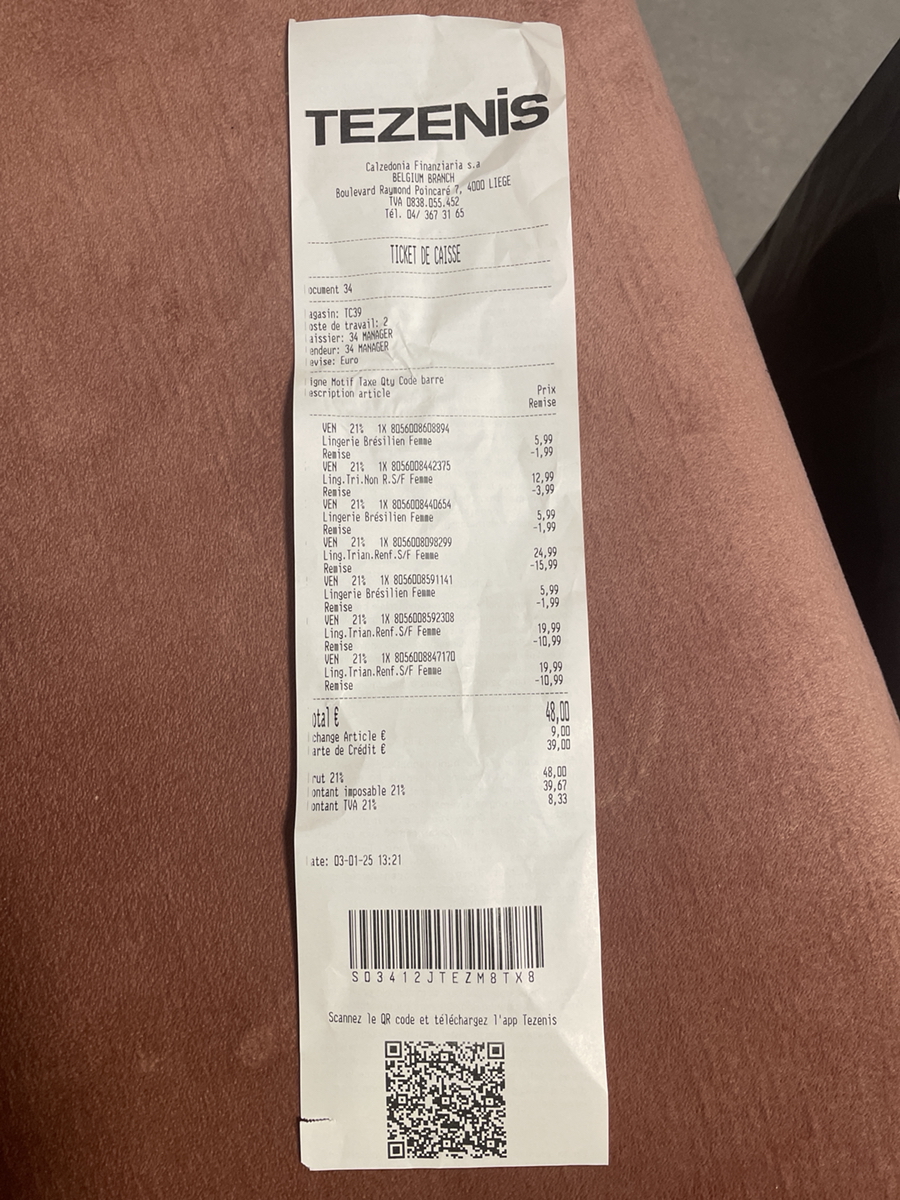 TEZENiS
Calzedonia Finanziaria s.a
BELGIUM BRANCH
Boulevard Raymond Poincaré 7, 4000 LIEGE
TVA 0838.055.452
Tél. 04/ 367 31 65
TICKET DE CAISSE
ocument 34
agasin: TC39
oste de travail: 2
aissier: 34 MANAGER
endeur: 34 MANAGER
evise: Euro
igne Motif Taxe Qty Code barre
escription article Prix
Remise
VEN 21% 1X 8056008608894
Lingerie Brésilien Femme 5,99
Remise -1,99
VEN 21% 1X 8056008442375
Ling.Tri.Non R.S/F Femme 12,99
Remise -3,99
VEN 21% 1X 8056008440654
Lingerie Brésilien Femme 5,99
Remise -1,99
VEN 21% 1X 8056008098299
Ling.Trian.Renf.S/F Femme 24,99
Remise -15,99
VEN 21% 1X 8056008591141
Lingerie Brésilien Femme 5,99
Remise -1,99
VEN 21% 1X 8056008592308
Ling.Trian.Renf.S/F Femme 19,99
Remise -10,99
VEN 21% 1X 8056008847170
Ling.Trian.Renf.S/F Femme 19,99
Remise -10,99
otal € 48,00
change Article € 9,00
arte de Crédit € 39,00
rut 21% 48,00
ontant imposable 21% 39,67
ontant TVA 21% 8,33
ate: 03-01-25 13:21
S03412JTEZM8TX8
Scannez le QR code et téléchargez l'app Tezenis